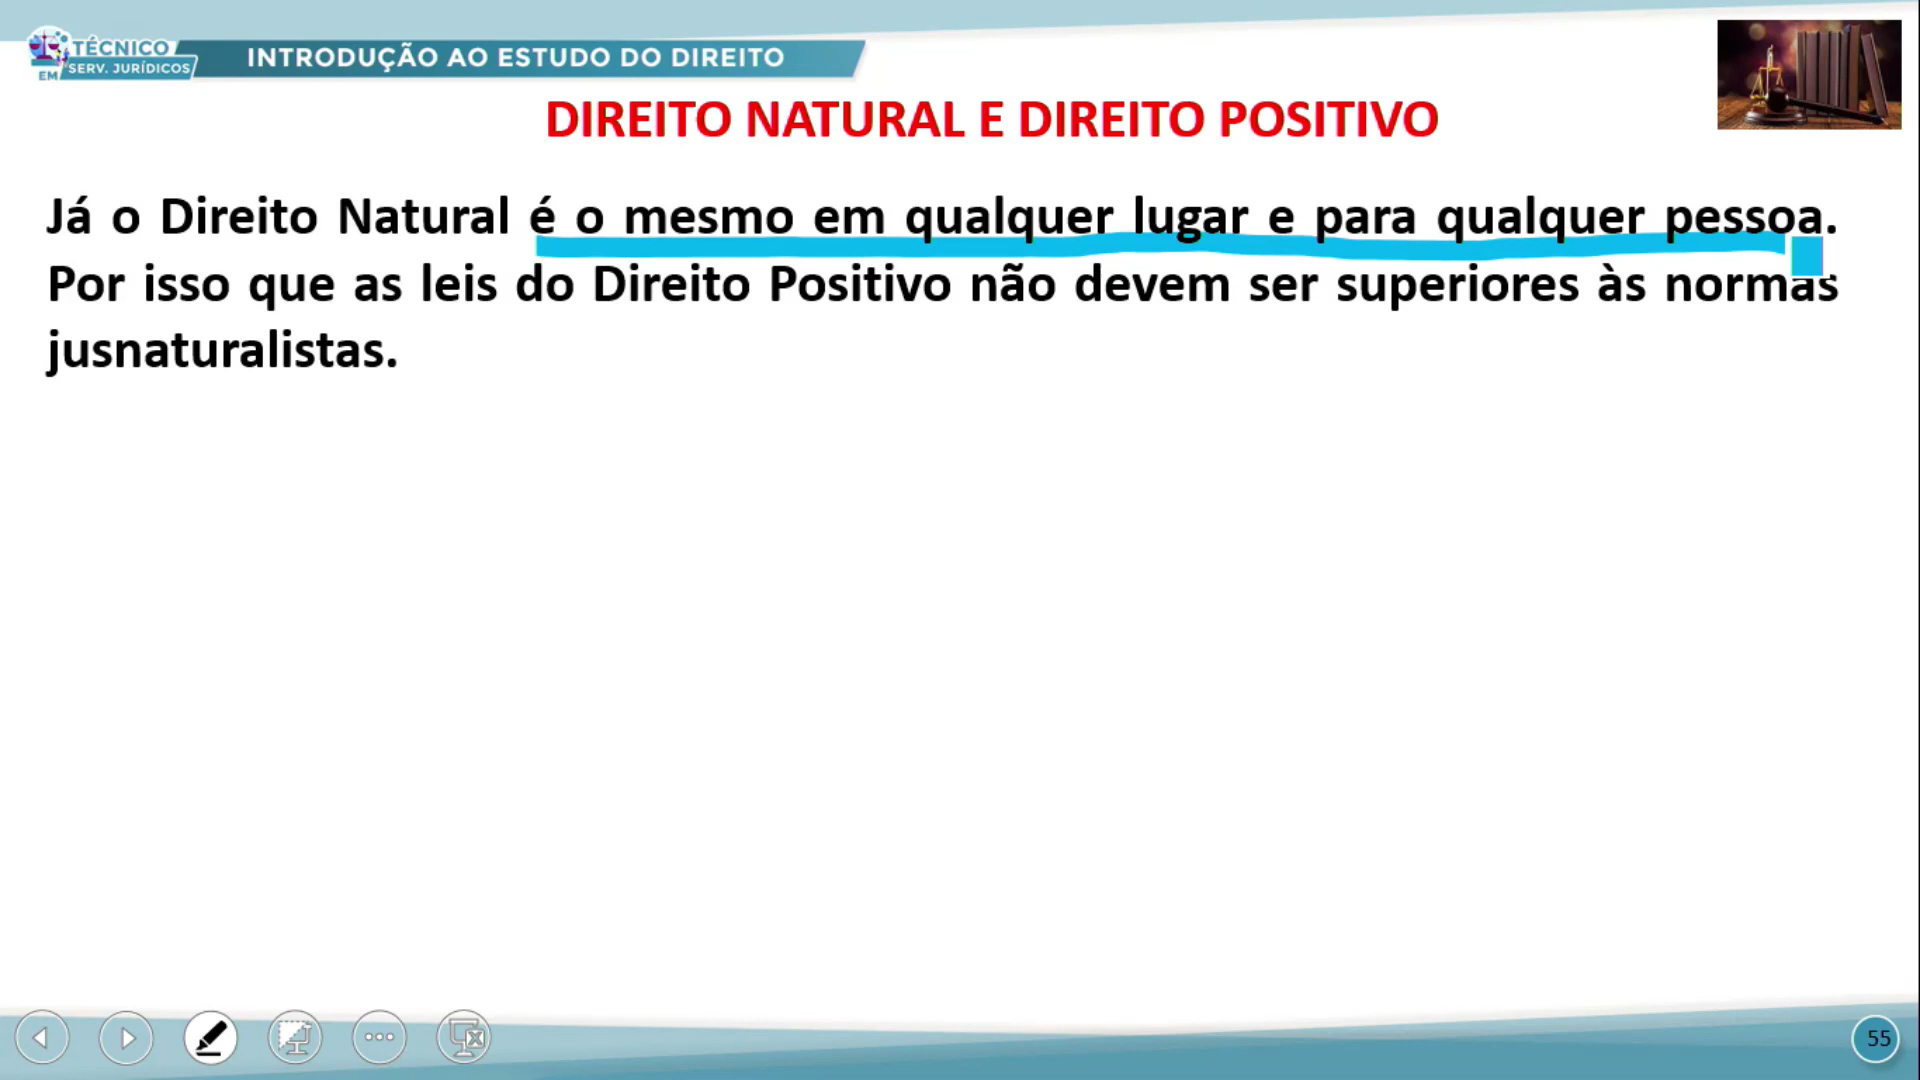 TÉCNICO
EM SERV. JURÍDICOS
INTRODUÇÃO AO ESTUDO DO DIREITO
DIREITO NATURAL E DIREITO POSITIVO
Já o Direito Natural é o mesmo em qualquer lugar e para qualquer pessoa.
Por isso que as leis do Direito Positivo não devem ser superiores às normas
jusnaturalistas.
55